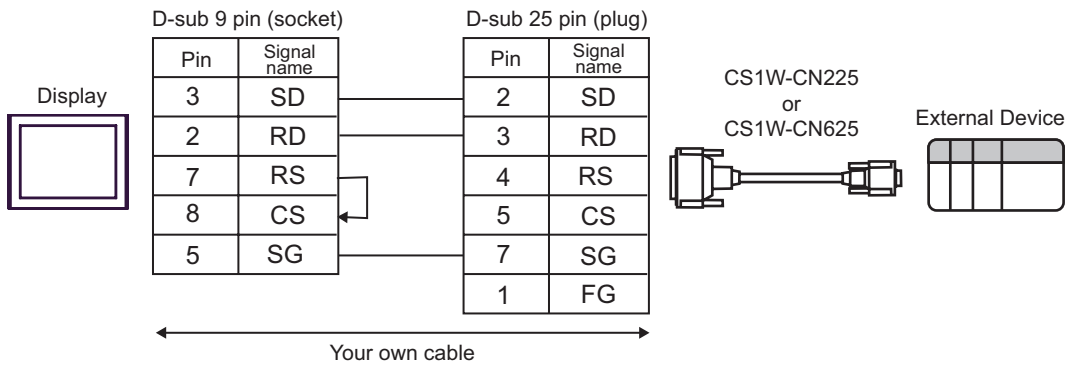 D-sub 9 pin (socket)
D-sub 25 pin (plug)
Pin Signal name
3 SD
2 RD
7 RS
8 CS
5 SG
Pin Signal name
2 SD
3 RD
4 RS
5 CS
7 SG
1 FG
Display
CS1W-CN225
or
CS1W-CN625
External Device
Your own cable